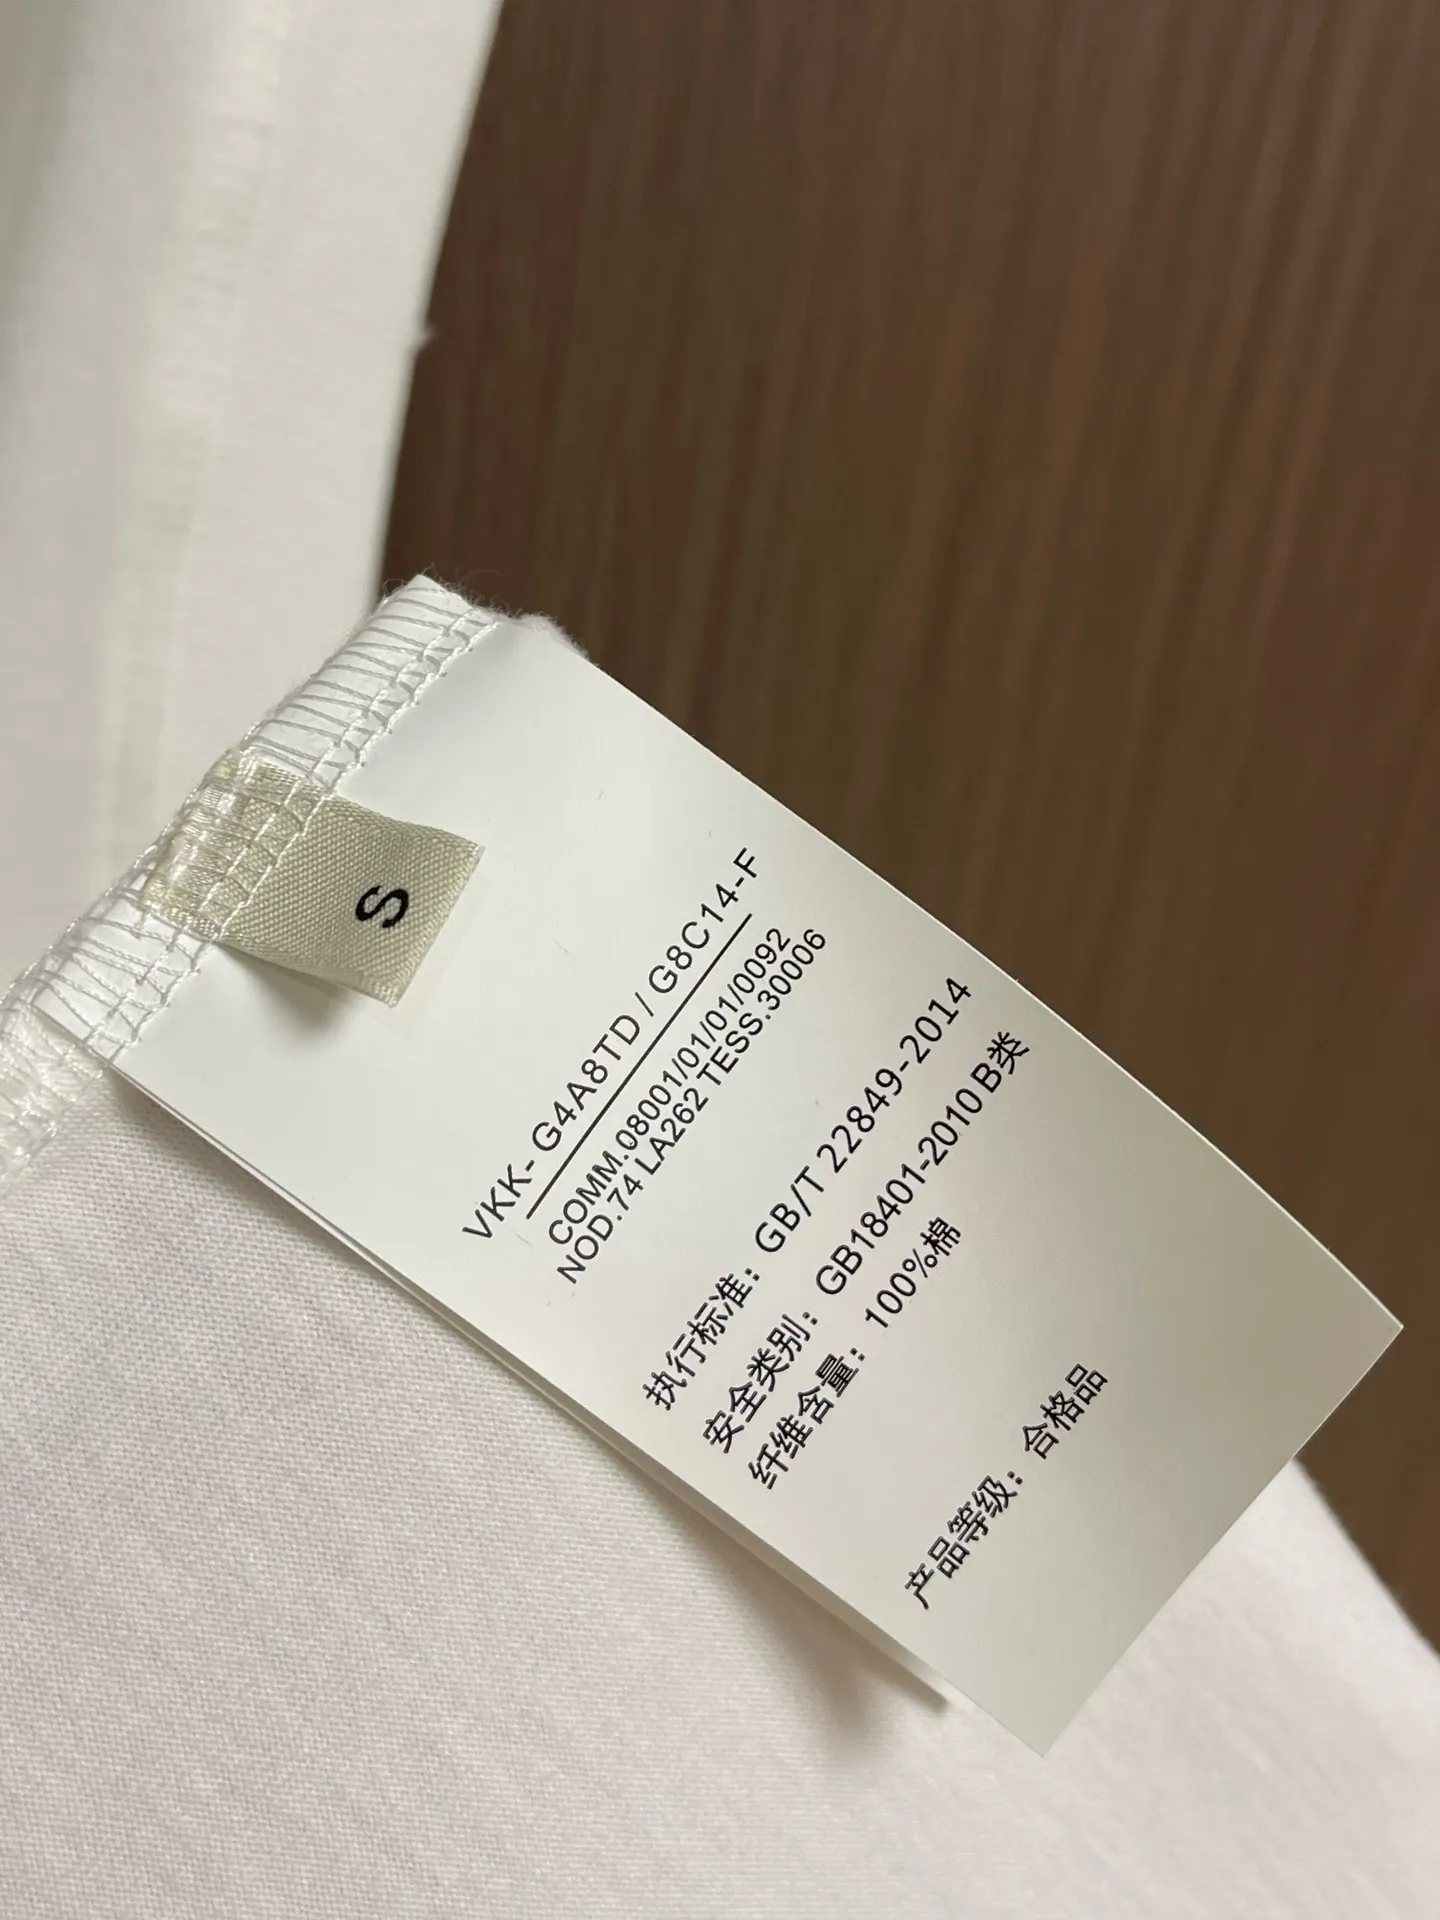 S
VKK- G4A8TD / G8C14-F
COMM.08001/01/01/01/0092
NOD.74 LA262 TESS.30006
执行标准：GB/T 22849-2014
安全类别：GB18401-2010 B类
纤维含量：100%棉
产品等级：合格品